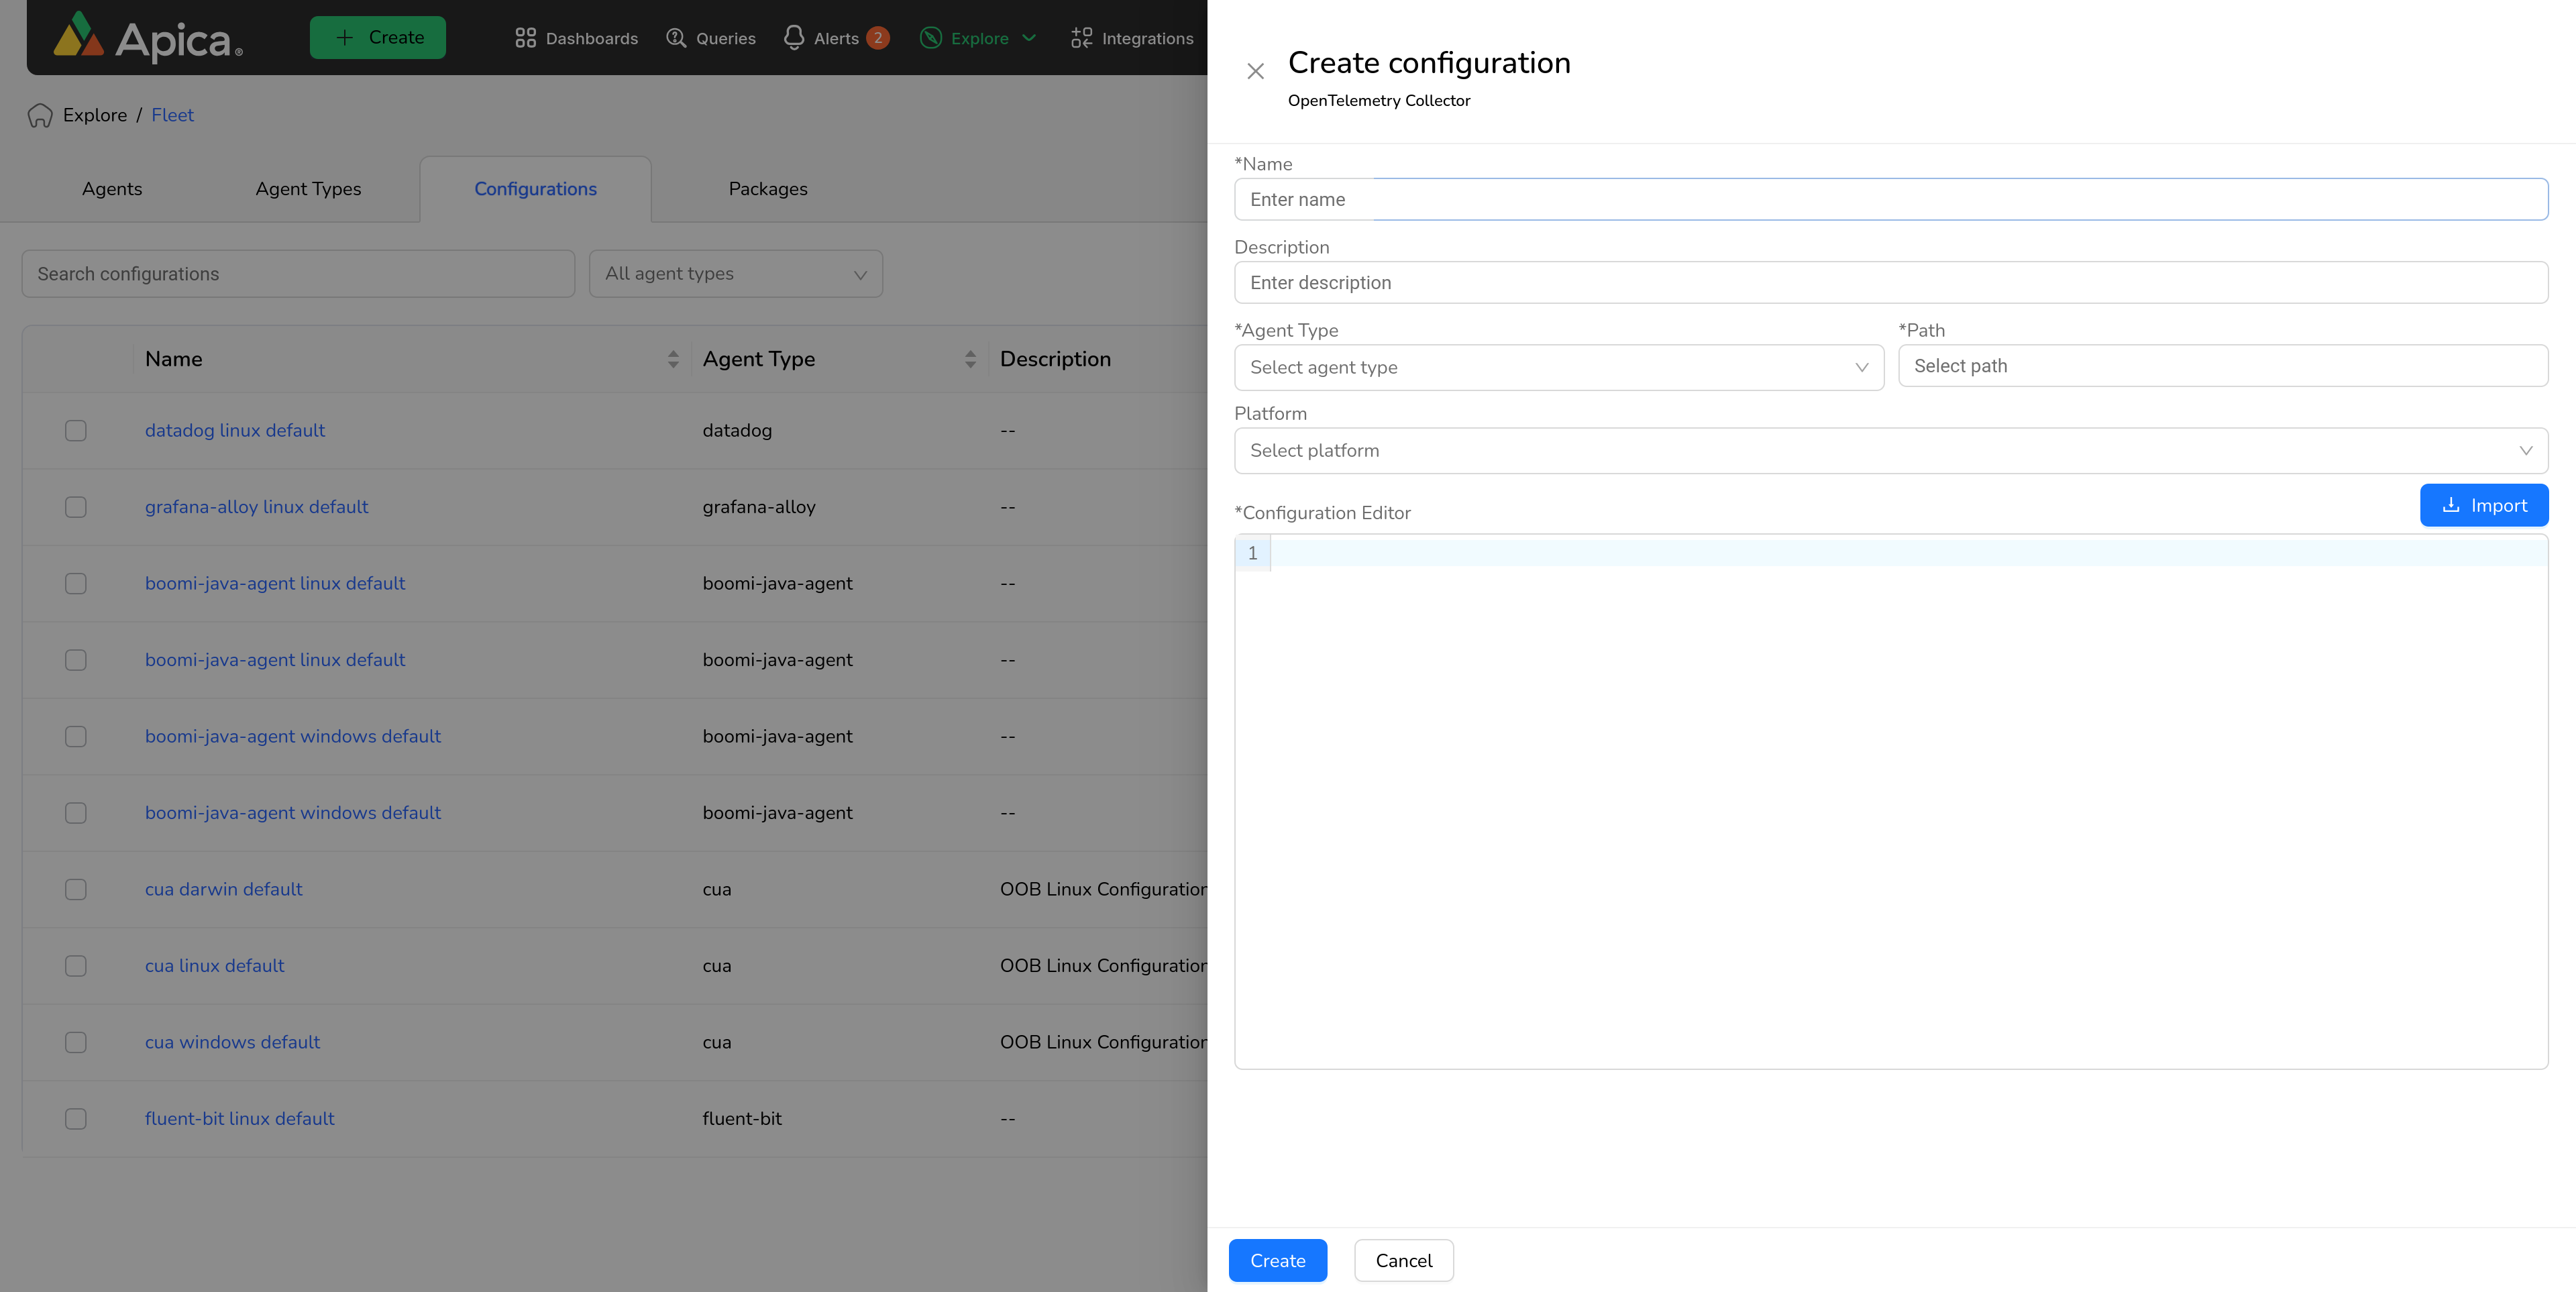 Apica®
+ Create
Dashboards
Queries
Alerts 2
Explore
Integrations
Explore / Fleet
Agents
Agent Types
Configurations
Packages
Search configurations
All agent types
Name Agent Type Description
datadog linux default datadog --
grafana-alloy linux default grafana-alloy --
boomi-java-agent linux default boomi-java-agent --
boomi-java-agent linux default boomi-java-agent --
boomi-java-agent windows default boomi-java-agent --
boomi-java-agent windows default boomi-java-agent --
cua darwin default cua OOB Linux Configuration
cua linux default cua OOB Linux Configuration
cua windows default cua OOB Linux Configuration
fluent-bit linux default fluent-bit --
Create configuration
OpenTelemetry Collector
*Name
Enter name
Description
Enter description
*Agent Type *Path
Select agent type Select path
Platform
Select platform
*Configuration Editor
Import
1
Create Cancel